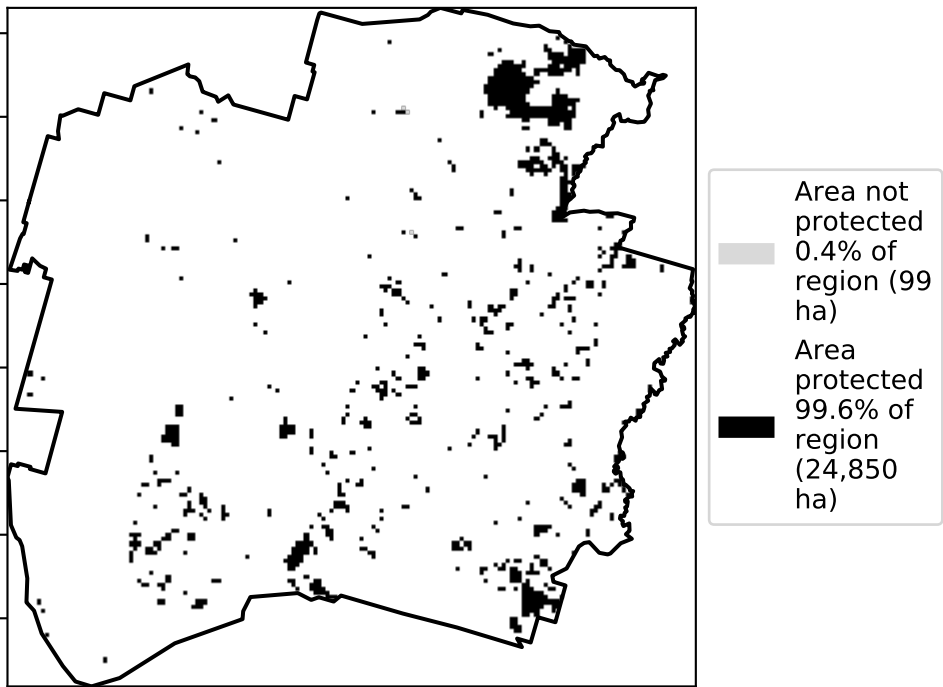 Area not
protected
0.4% of
region (99
ha)
Area
protected
99.6% of
region
(24,850
ha)